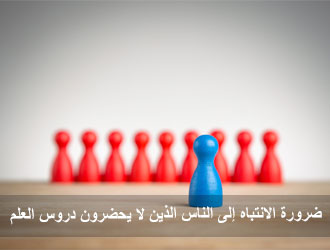 ضرورة الانتباه إلى الناس الذين لا يحضرون دروس العلم